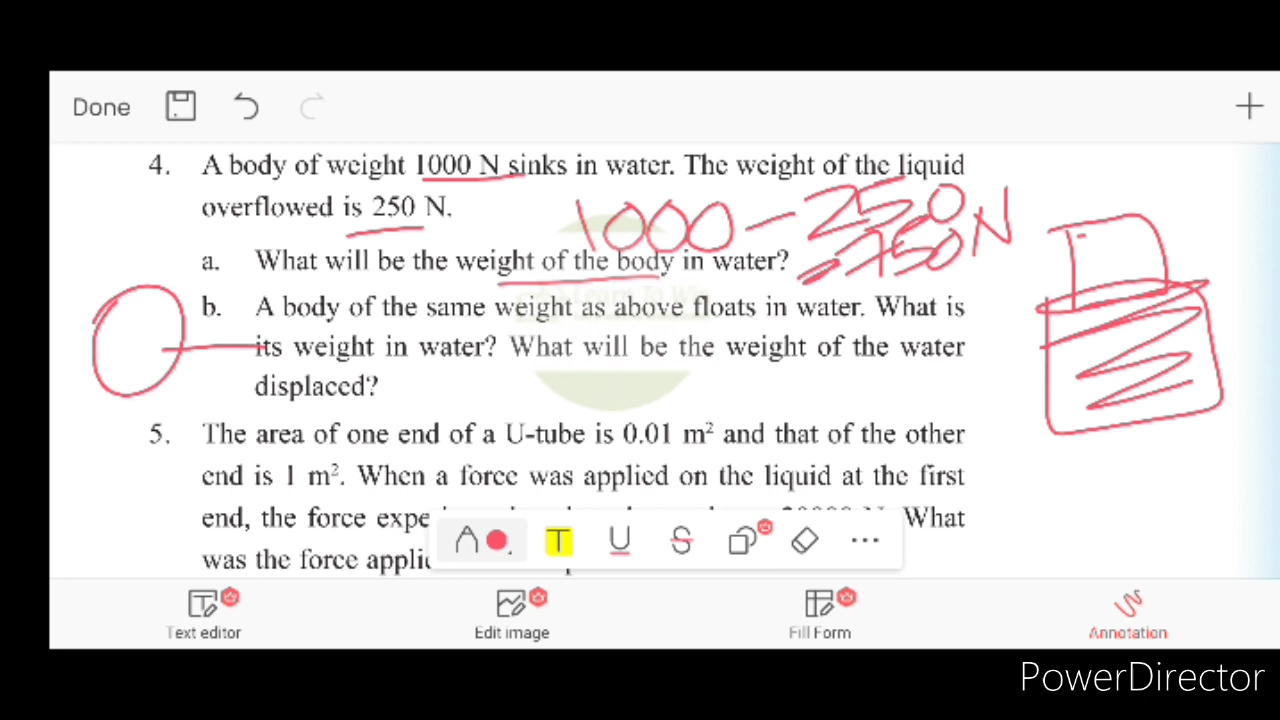 Done
4. A body of weight 1000 N sinks in water. The weight of the liquid
overflowed is 250 N.
1000 - 250
= 750 N
a. What will be the weight of the body in water?
b. A body of the same weight as above floats in water. What is
its weight in water? What will be the weight of the water
displaced?
5. The area of one end of a U-tube is 0.01 m² and that of the other
end is 1 m². When a force was applied on the liquid at the first
end, the force What
was the force
T U S
Text editor Edit image Fill Form Annotation
PowerDirector